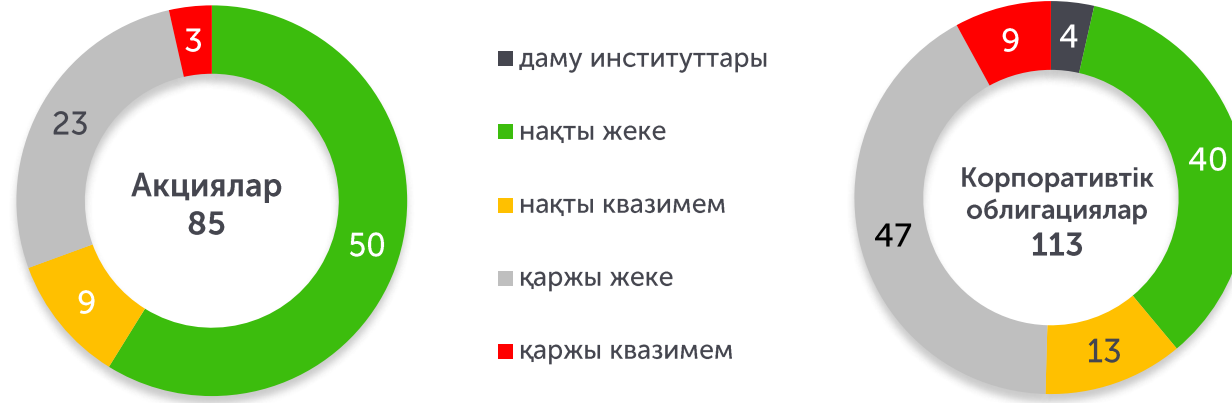 3
23
Акциялар
85
50
9
даму институттары
нақты жеке
нақты квазимем
қаржы жеке
қаржы квазимем
9
4
40
Корпоративтік
облигациялар
113
47
13